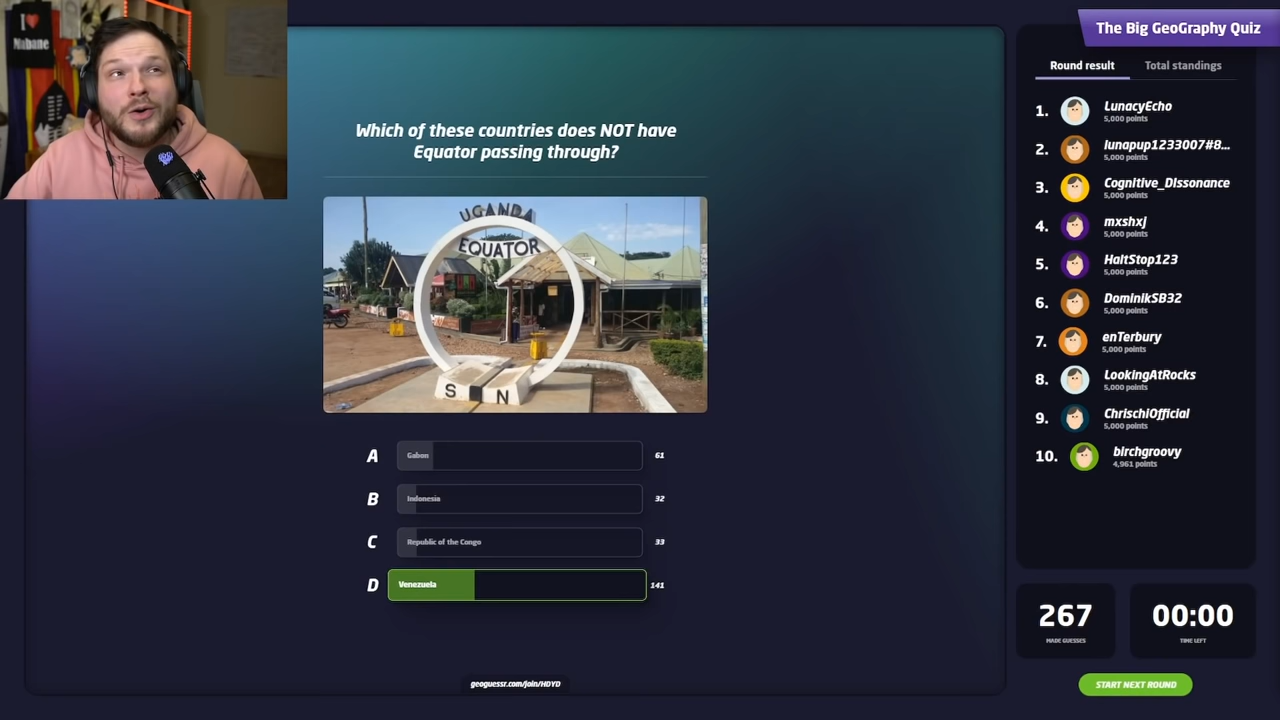 I
Nabane
The Big GeoGraphy Quiz
Round result
Total standings
Which of these countries does NOT have
Equator passing through?
UGANDA
EQUATOR
S N
A
Gabon
61
B
Indonesia
32
C
Republic of the Congo
33
D
Venezuela
141
geoguessr.com/join/HDYD
1.
LunacyEcho
5,000 points
2.
lunapup1233007#8...
5,000 points
3.
Cognitive_Dissonance
5,000 points
4.
mxshxj
5,000 points
5.
HaltStop123
5,000 points
6.
DominikSB32
5,000 points
7.
enTerbury
5,000 points
8.
LookingAtRocks
5,000 points
9.
ChrischiOfficial
5,000 points
10.
birchgroovy
4,961 points
267
MADE GUESSES
00:00
TIME LEFT
START NEXT ROUND